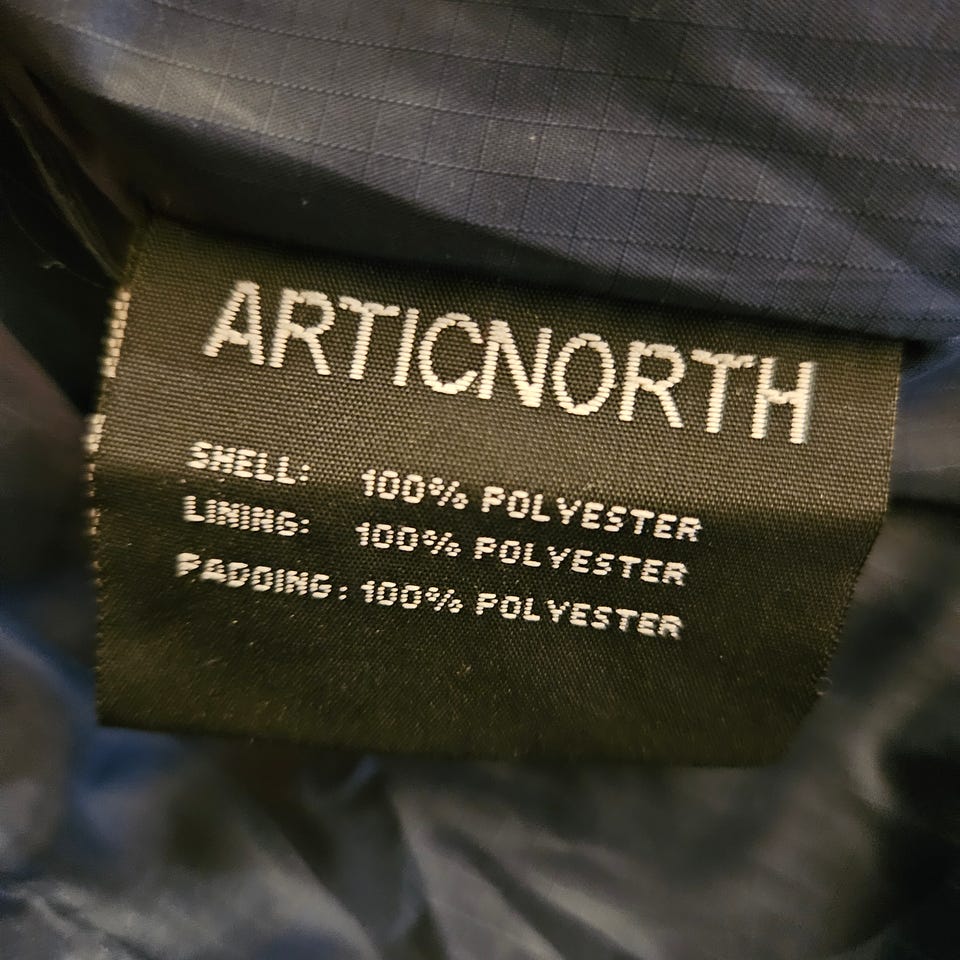 ARTICNORTH
SHELL: 100% POLYESTER
LINING: 100% POLYESTER
PADDING: 100% POLYESTER